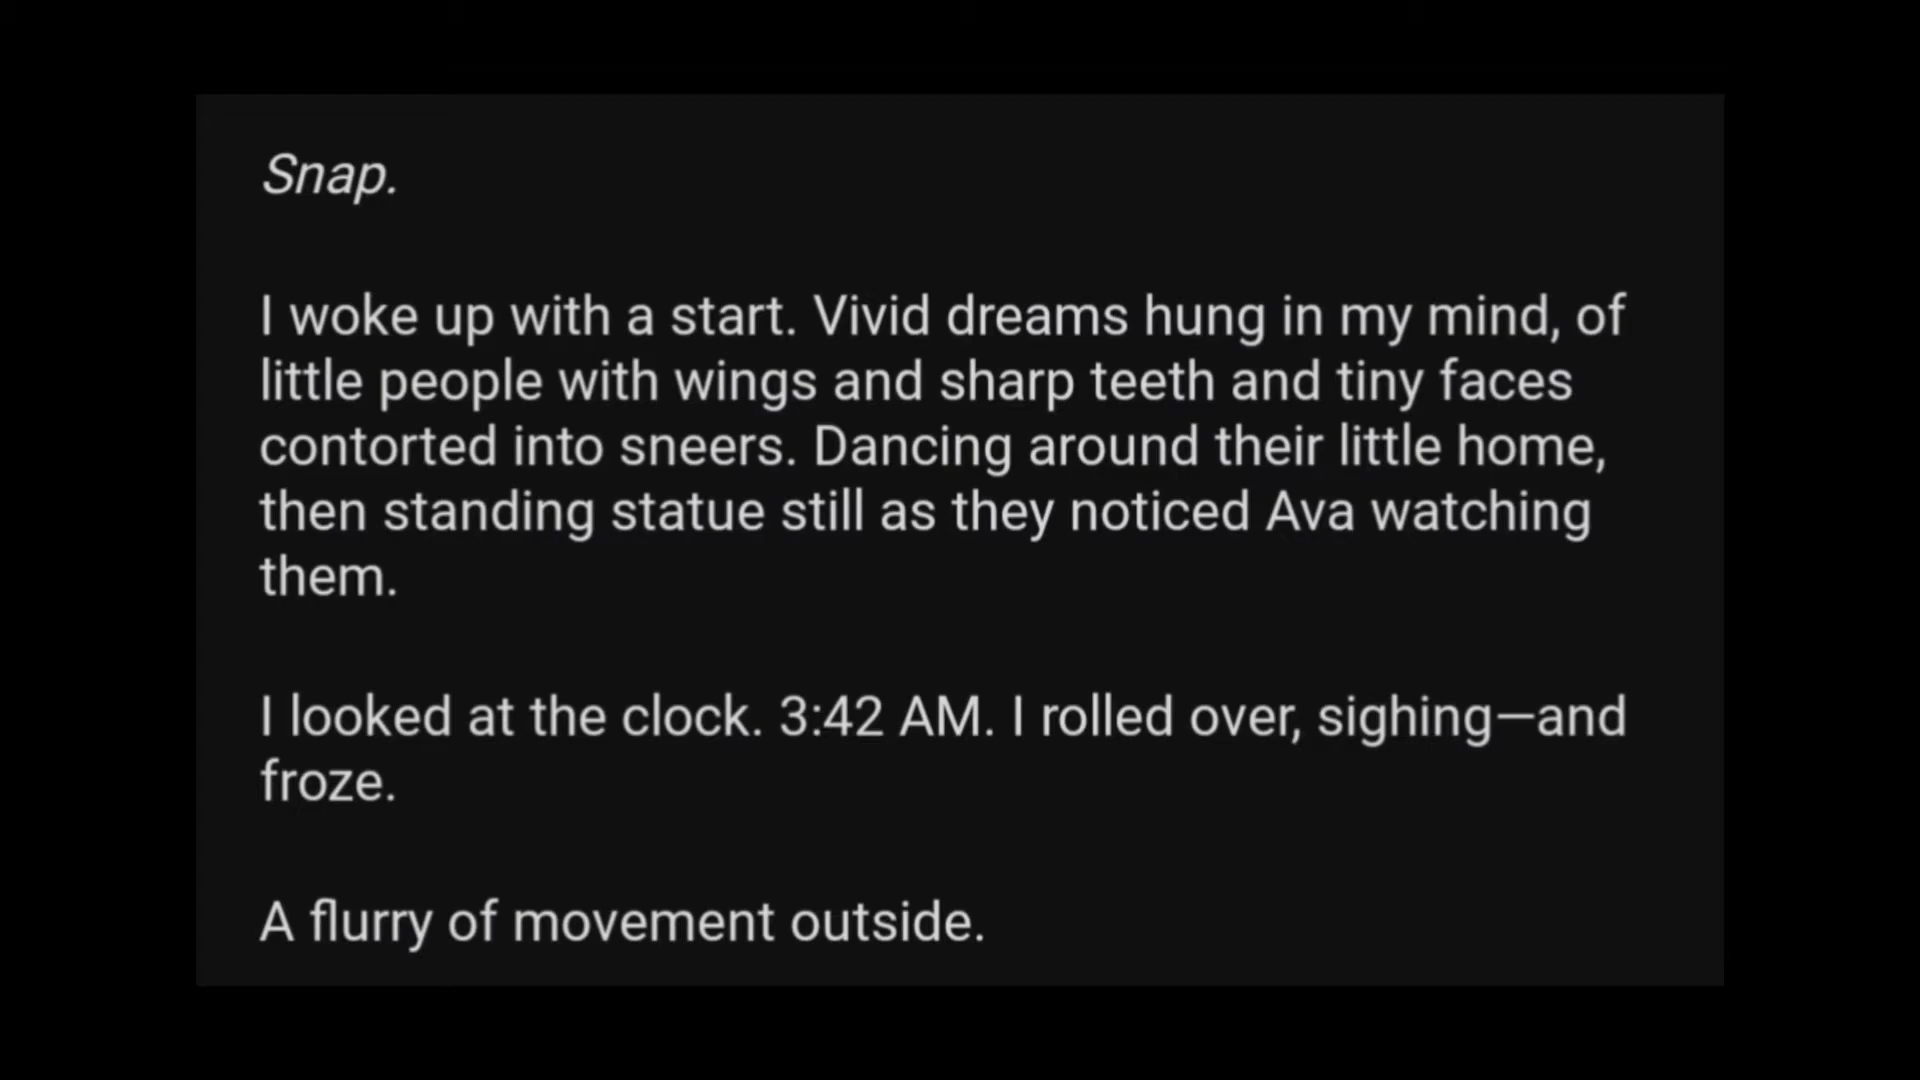 Snap.
I woke up with a start. Vivid dreams hung in my mind, of
little people with wings and sharp teeth and tiny faces
contorted into sneers. Dancing around their little home,
then standing statue still as they noticed Ava watching
them.
I looked at the clock. 3:42 AM. I rolled over, sighing—and
froze.
A flurry of movement outside.